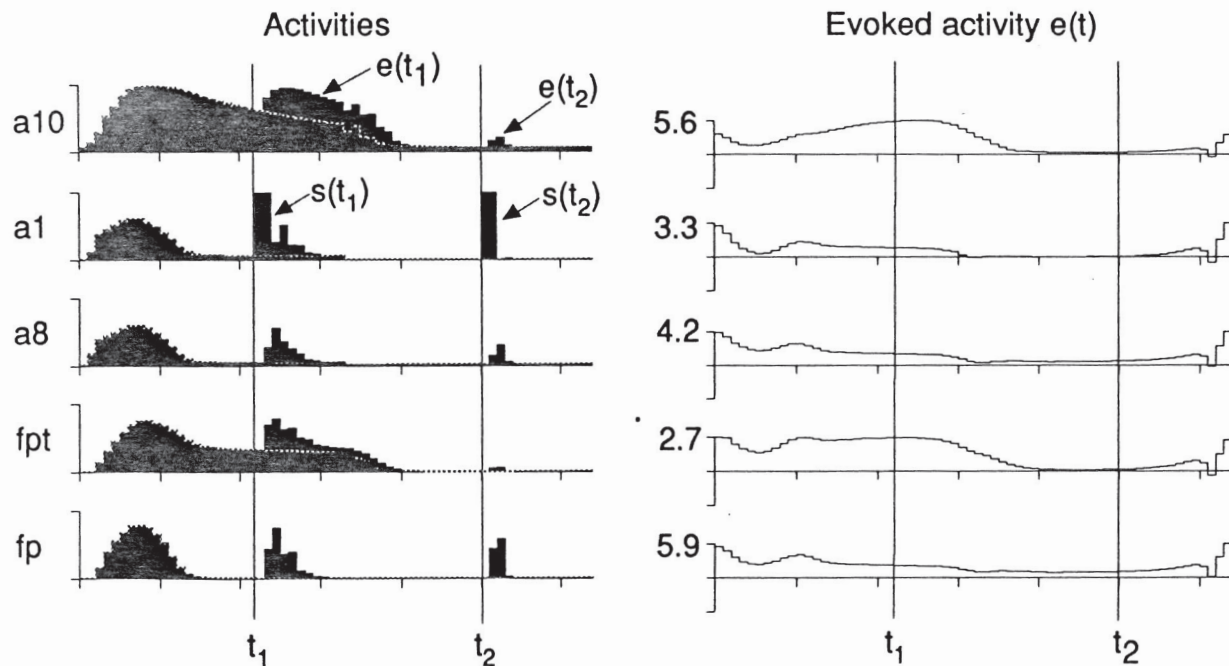 Activities
Evoked activity e(t)
e(t1)
e(t2)
a10
5.6
s(t1)
s(t2)
a1
3.3
a8
4.2
fpt
2.7
fp
5.9
t1
t2
t1
t2